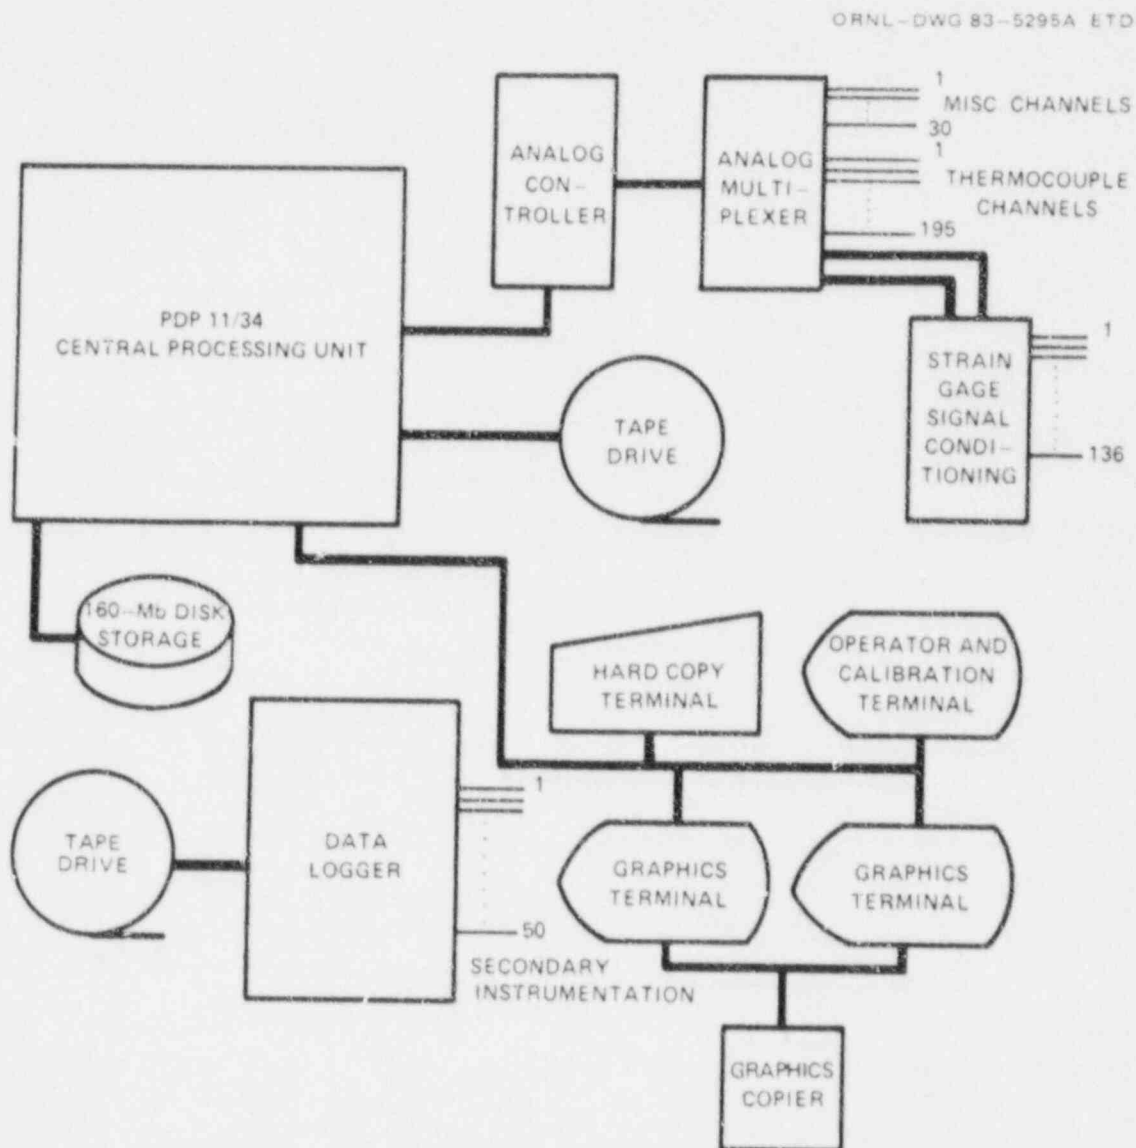 ORNL-DWG 83-5295A ETD
1
MISC CHANNELS
30
1
THERMOCOUPLE
CHANNELS
195
ANALOG
CON-
TROLLER
ANALOG
MULTI-
PLEXER
PDP 11/34
CENTRAL PROCESSING UNIT
TAPE
DRIVE
1
STRAIN
GAGE
SIGNAL
CONDI-
TIONING
136
160-Mb DISK
STORAGE
HARD COPY
TERMINAL
OPERATOR AND
CALIBRATION
TERMINAL
TAPE
DRIVE
DATA
LOGGER
1
50
SECONDARY
INSTRUMENTATION
GRAPHICS
TERMINAL
GRAPHICS
TERMINAL
GRAPHICS
COPIER